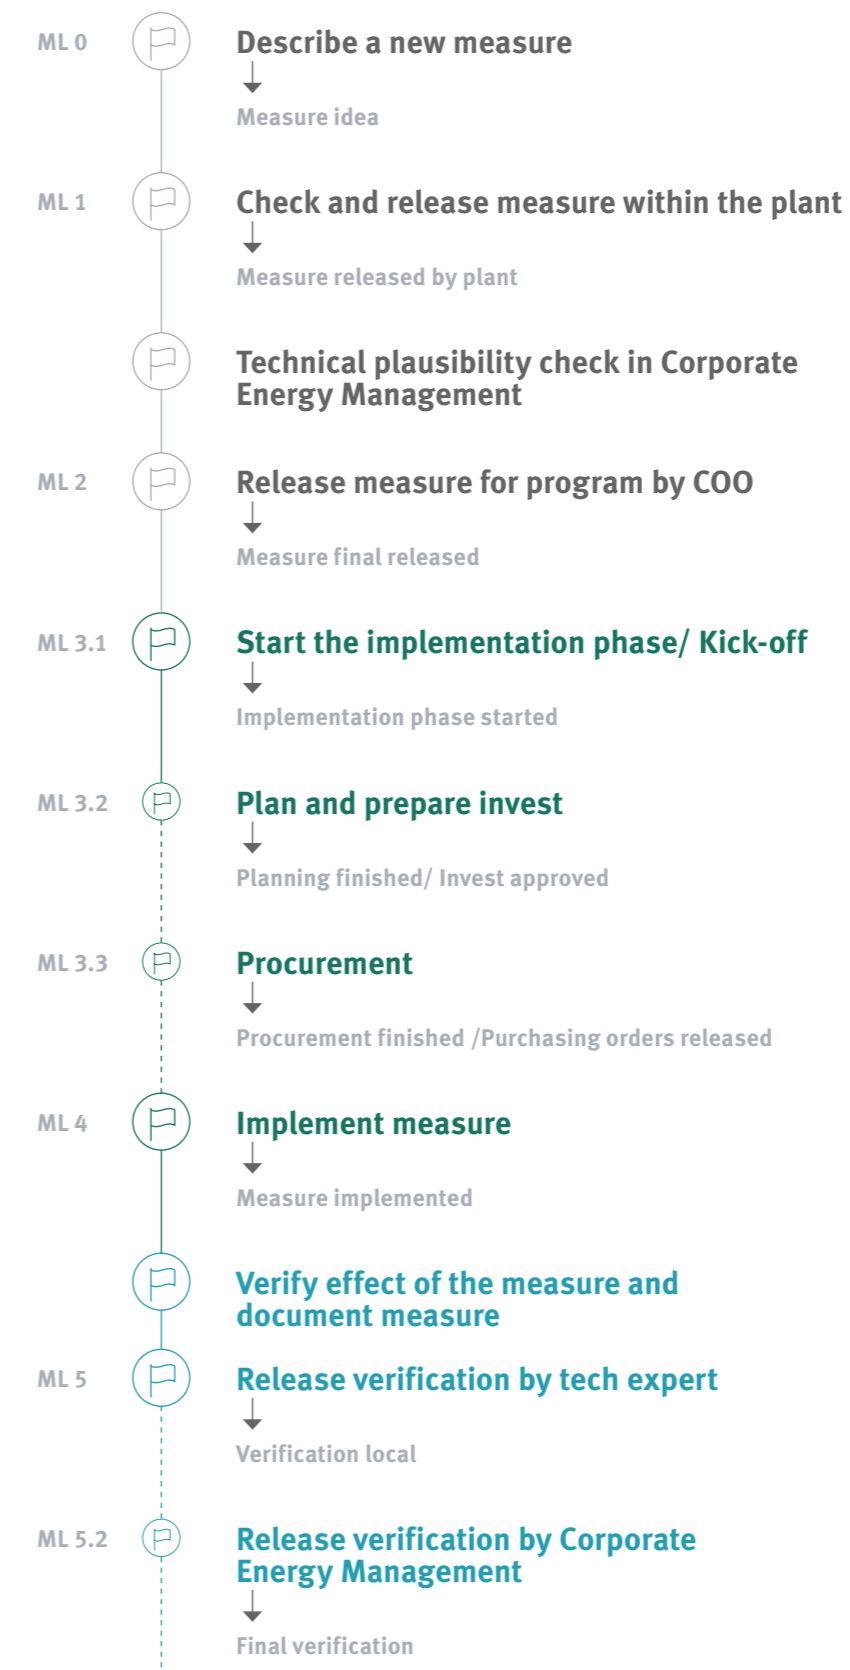 ML 0
Describe a new measure
Measure idea
ML 1
Check and release measure within the plant
Measure released by plant
Technical plausibility check in Corporate
Energy Management
ML 2
Release measure for program by COO
Measure final released
ML 3.1
Start the implementation phase/ Kick-off
Implementation phase started
ML 3.2
Plan and prepare invest
Planning finished/ Invest approved
ML 3.3
Procurement
Procurement finished /Purchasing orders released
ML 4
Implement measure
Measure implemented
Verify effect of the measure and
document measure
ML 5
Release verification by tech expert
Verification local
ML 5.2
Release verification by Corporate
Energy Management
Final verification